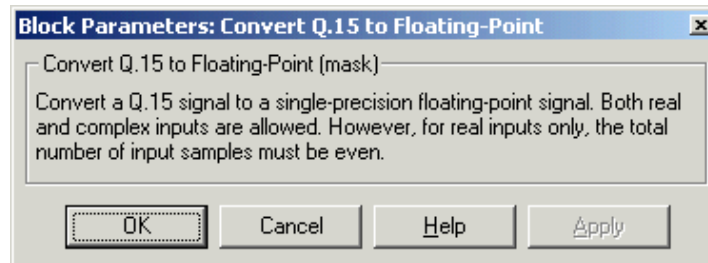 Block Parameters: Convert Q.15 to Floating-Point
Convert Q.15 to Floating-Point (mask)
Convert a Q.15 signal to a single-precision floating-point signal. Both real
and complex inputs are allowed. However, for real inputs only, the total
number of input samples must be even.
OK Cancel Help Apply